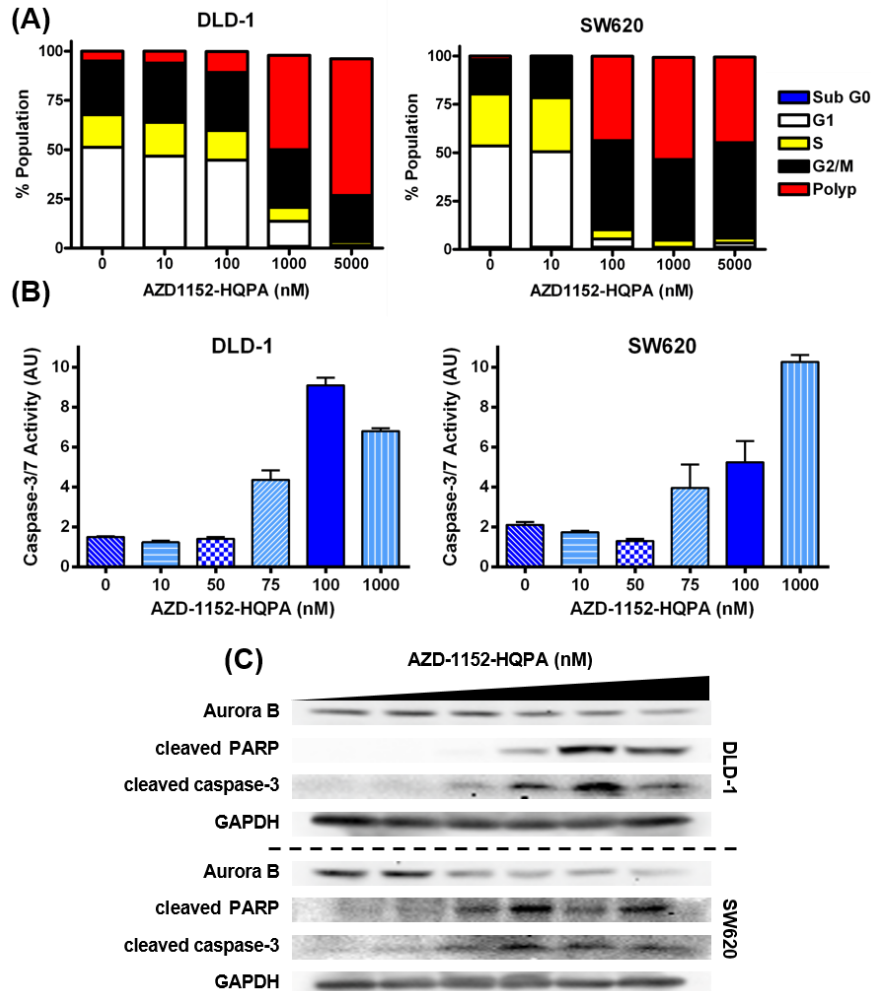 (A)
DLD-1
SW620
% Population
100
75
50
25
0
0 10 100 1000 5000
AZD1152-HQPA (nM)
% Population
100
75
50
25
0
0 10 100 1000 5000
AZD1152-HQPA (nM)
Sub G0
G1
S
G2/M
Polyp
(B)
DLD-1
SW620
Caspase-3/7 Activity (AU)
10
8
6
4
2
0
0 10 50 75 100 1000
AZD-1152-HQPA (nM)
Caspase-3/7 Activity (AU)
10
8
6
4
2
0
0 10 50 75 100 1000
AZD-1152-HQPA (nM)
(C)
AZD-1152-HQPA (nM)
Aurora B
cleaved PARP
cleaved caspase-3
GAPDH
DLD-1
Aurora B
cleaved PARP
cleaved caspase-3
GAPDH
SW620